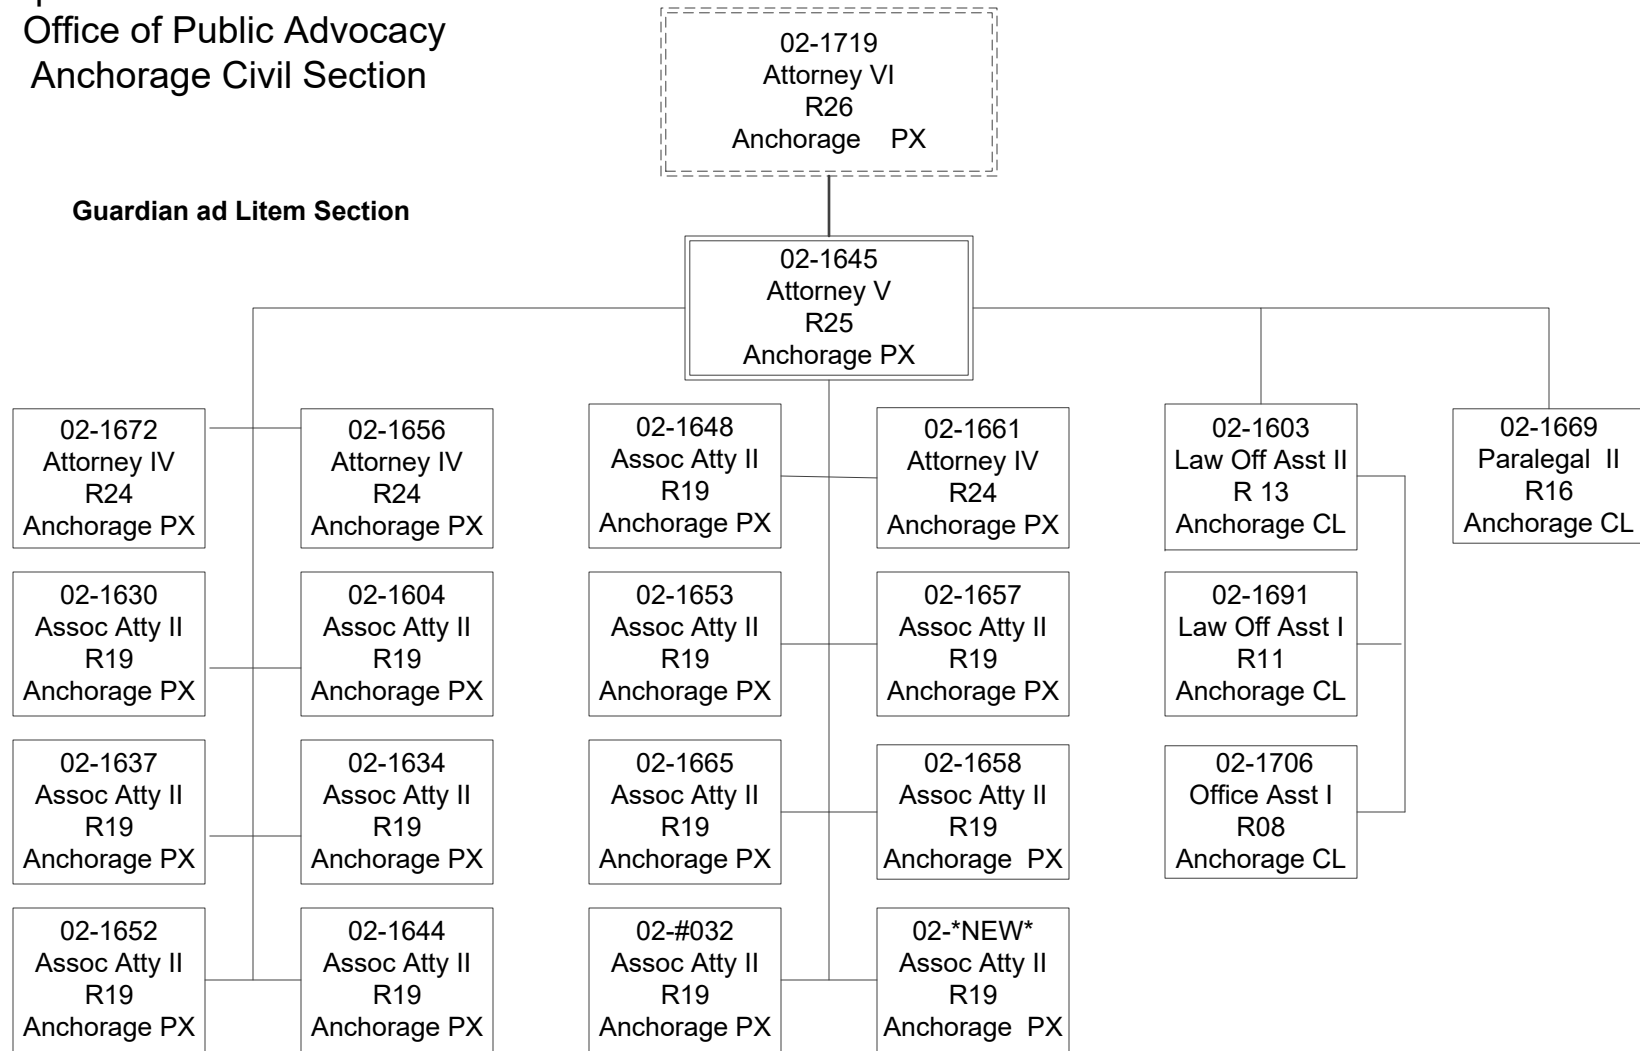 Office of Public Advocacy
Anchorage Civil Section
02-1719
Attorney VI
R26
Anchorage    PX
Guardian ad Litem Section
02-1645
Attorney V
R25
Anchorage PX
02-1672
Attorney IV
R24
Anchorage PX
02-1656
Attorney IV
R24
Anchorage PX
02-1648
Assoc Atty II
R19
Anchorage PX
02-1661
Attorney IV
R24
Anchorage PX
02-1603
Law Off Asst II
R 13
Anchorage CL
02-1669
Paralegal  II
R16
Anchorage CL
02-1630
Assoc Atty II
R19
Anchorage PX
02-1604
Assoc Atty II
R19
Anchorage PX
02-1653
Assoc Atty II
R19
Anchorage PX
02-1657
Assoc Atty II
R19
Anchorage PX
02-1691
Law Off Asst I
R11
Anchorage CL
02-1637
Assoc Atty II
R19
Anchorage PX
02-1634
Assoc Atty II
R19
Anchorage PX
02-1665
Assoc Atty II
R19
Anchorage PX
02-1658
Assoc Atty II
R19
Anchorage  PX
02-1706
Office Asst I
R08
Anchorage CL
02-1652
Assoc Atty II
R19
Anchorage PX
02-1644
Assoc Atty II
R19
Anchorage PX
02-#032
Assoc Atty II
R19
Anchorage PX
02-*NEW*
Assoc Atty II
R19
Anchorage  PX